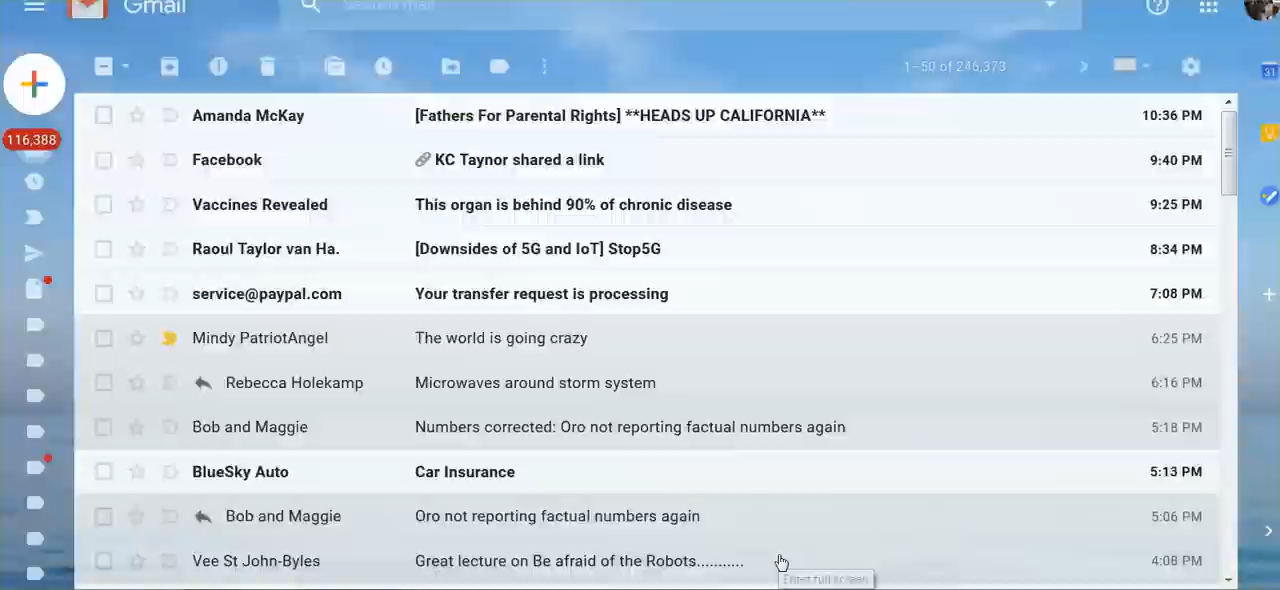 Gmail
Search mail
1–50 of 246,373
31
116,388
Amanda McKay [Fathers For Parental Rights] **HEADS UP CALIFORNIA** 10:36 PM
Facebook KC Taynor shared a link 9:40 PM
Vaccines Revealed This organ is behind 90% of chronic disease 9:25 PM
Raoul Taylor van Ha. [Downsides of 5G and IoT] Stop5G 8:34 PM
service@paypal.com Your transfer request is processing 7:08 PM
Mindy PatriotAngel The world is going crazy 6:25 PM
Rebecca Holekamp Microwaves around storm system 6:16 PM
Bob and Maggie Numbers corrected: Oro not reporting factual numbers again 5:18 PM
BlueSky Auto Car Insurance 5:13 PM
Bob and Maggie Oro not reporting factual numbers again 5:06 PM
Vee St John-Byles Great lecture on Be afraid of the Robots........... 4:08 PM
Enter full screen